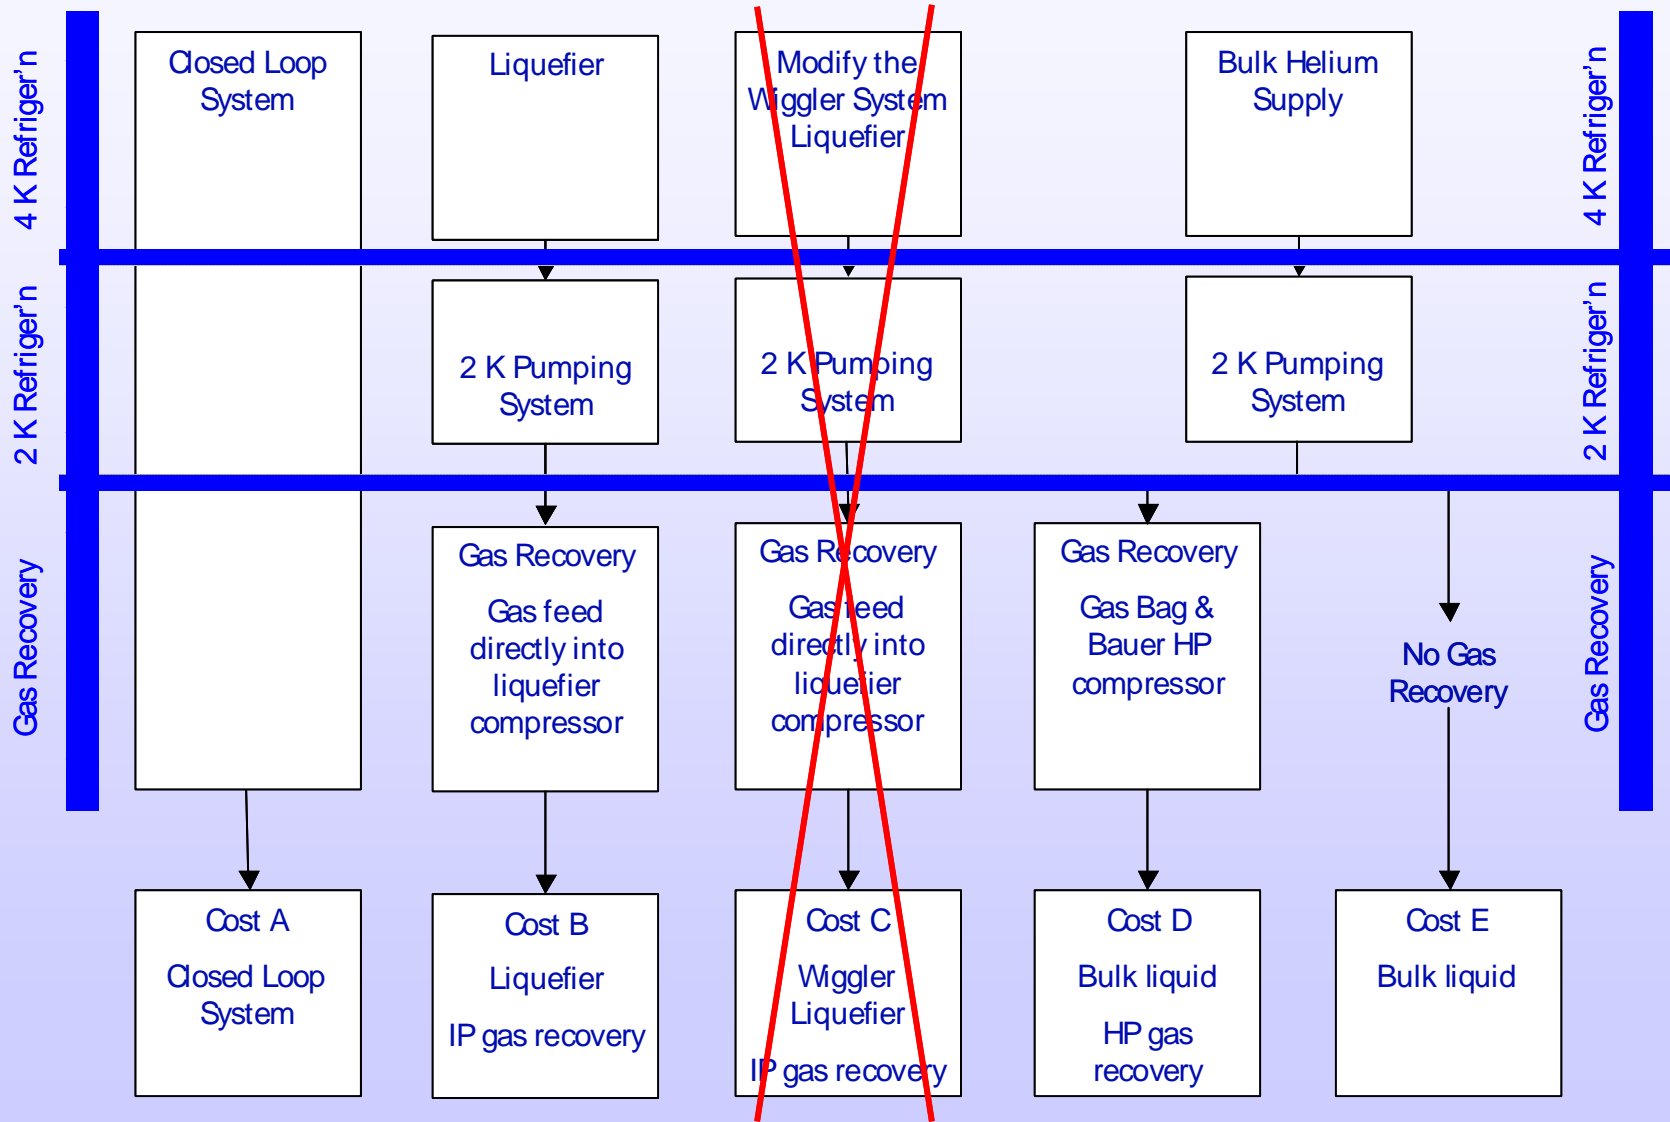 4 K Refriger’n
2 K Refriger’n
Gas Recovery
Closed Loop
System
Liquefier
Modify the
Wiggler System
Liquefier
Bulk Helium
Supply
2 K Pumping
System
2 K Pumping
System
2 K Pumping
System
Gas Recovery
Gas feed
directly into
liquefier
compressor
Gas Recovery
Gas feed
directly into
liquefier
compressor
Gas Recovery
Gas Bag &
Bauer HP
compressor
No Gas
Recovery
Cost A
Closed Loop
System
Cost B
Liquefier
IP gas recovery
Cost C
Wiggler
Liquefier
IP gas recovery
Cost D
Bulk liquid
HP gas
recovery
Cost E
Bulk liquid
4 K Refriger’n
2 K Refriger’n
Gas Recovery